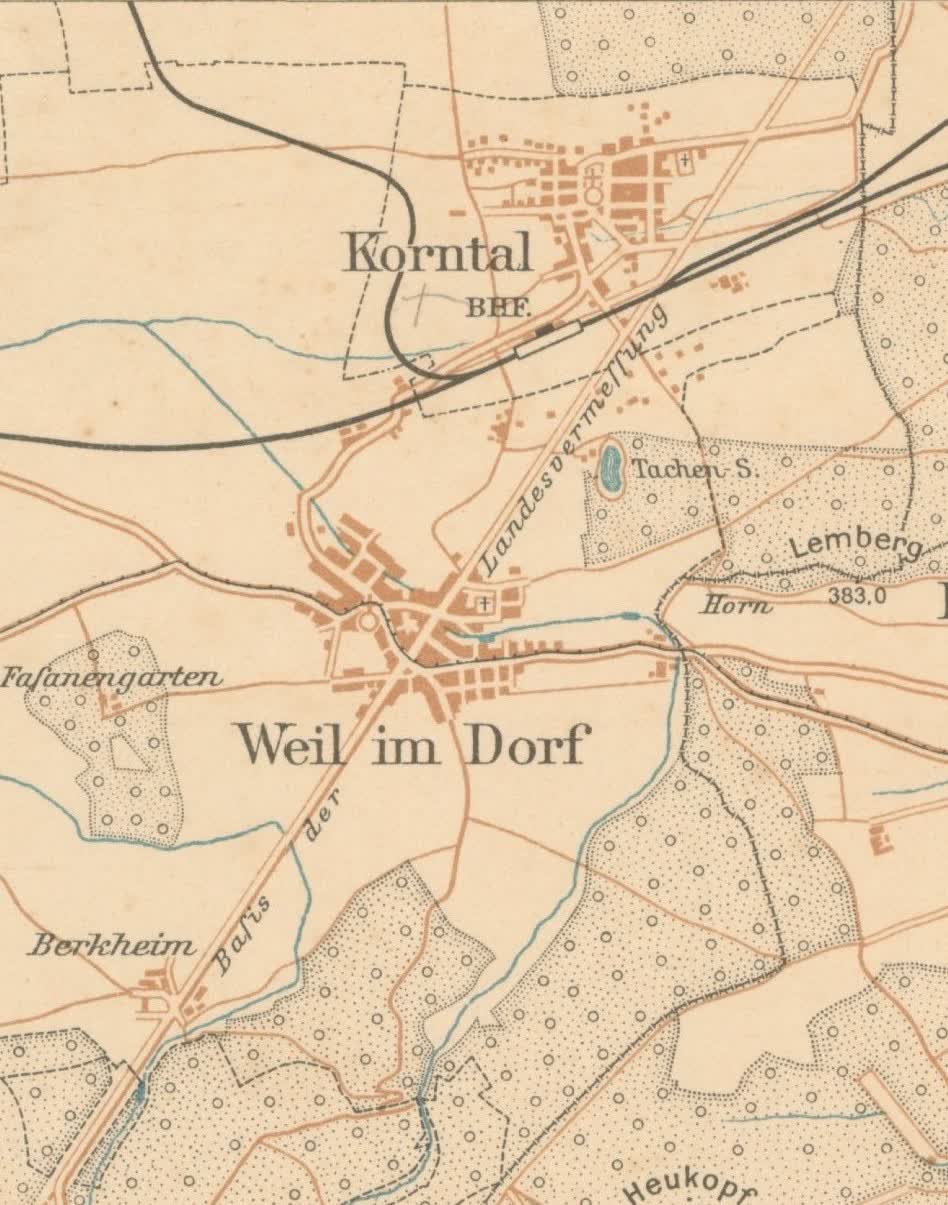 Korntal
BHF.
Tachen-S.
Lemberg
383,0
Horn
Faſanengarten
Weil im Dorf
Baſis der Landesvermeſſung
Berkheim
Heukopf